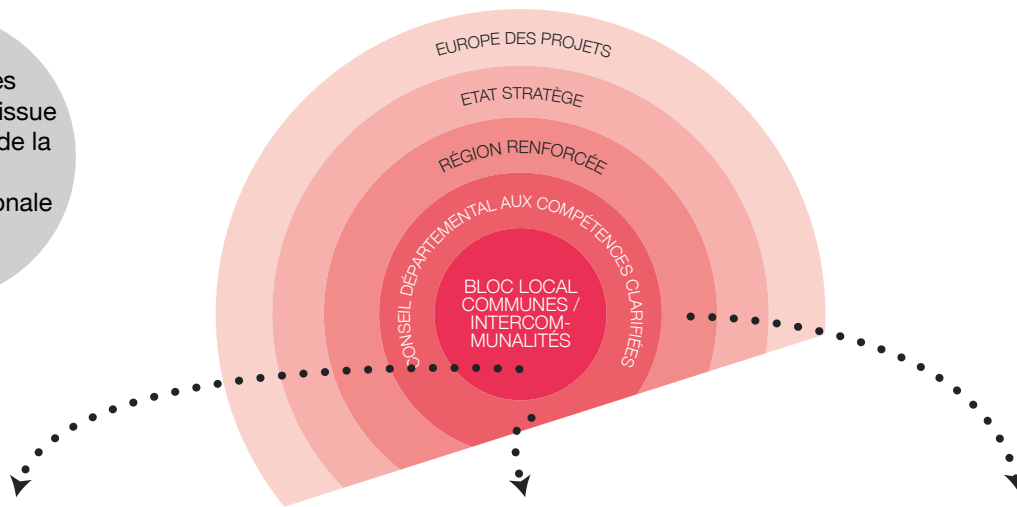 es
issue
de la
onale
EUROPE DES PROJETS
ETAT STRATÈGE
RÉGION RENFORCÉE
CONSEIL DÉPARTEMENTAL AUX COMPÉTENCES CLARIFIÉES
BLOC LOCAL
COMMUNES /
INTERCOM-
MUNALITÉS